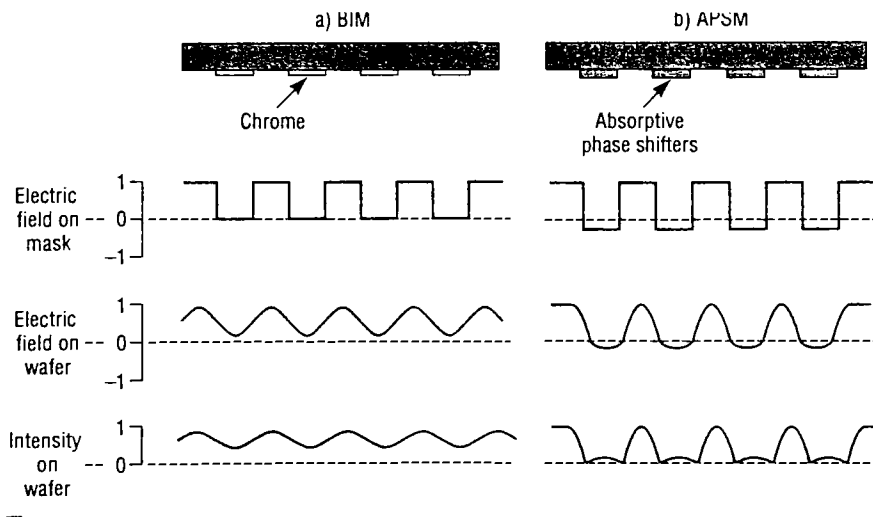 a) BIM
b) APSM
Chrome
Absorptive
phase shifters
Electric
field on
mask
1
0
-1
Electric
field on
wafer
1
0
-1
Intensity
on
wafer
1
0